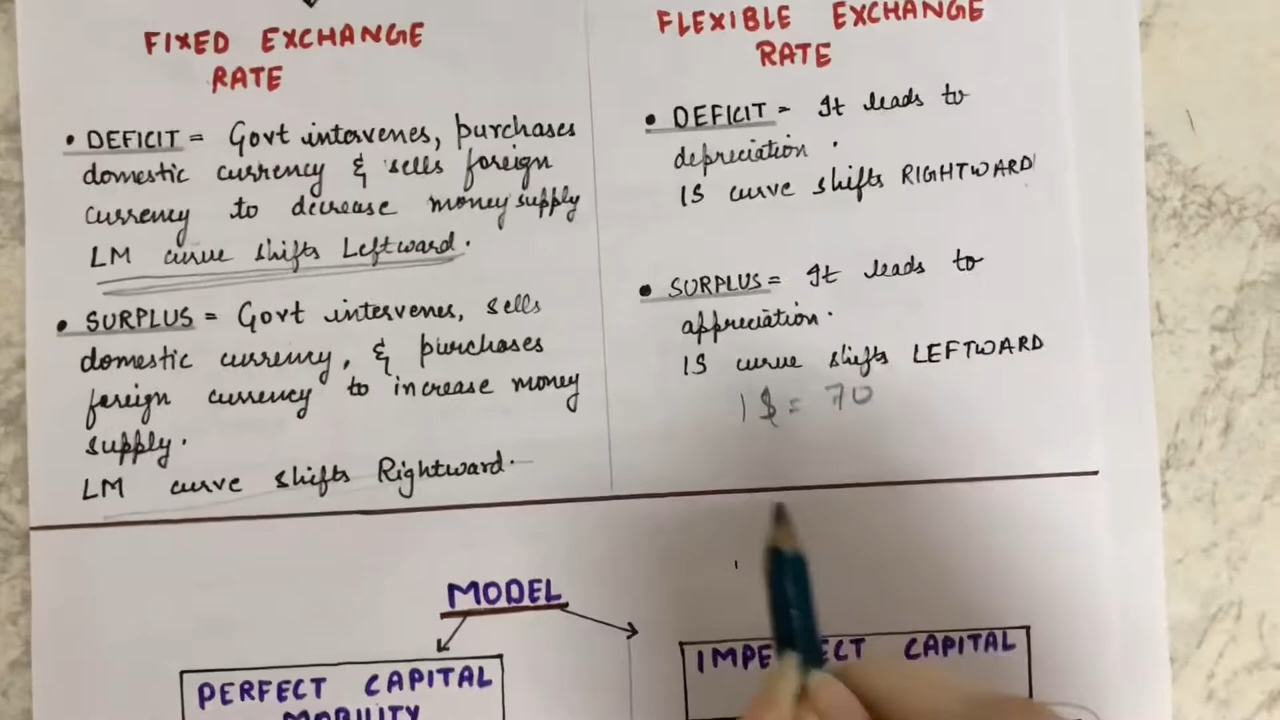 FIXED EXCHANGE
RATE
• DEFICIT = Govt intervenes, purchases
domestic currency & sells foreign
currency to decrease money supply
LM curve shifts Leftward.
• SURPLUS = Govt intervenes, sells
domestic currency, & purchases
foreign currency to increase money
supply.
LM curve shifts Rightward.
FLEXIBLE EXCHANGE
RATE
• DEFICIT = It leads to
depreciation.
IS curve shifts RIGHTWARD
• SURPLUS = It leads to
appreciation.
IS curve shifts LEFTWARD
1$ = 70
MODEL
PERFECT CAPITAL
MOBILITY
CAPITAL